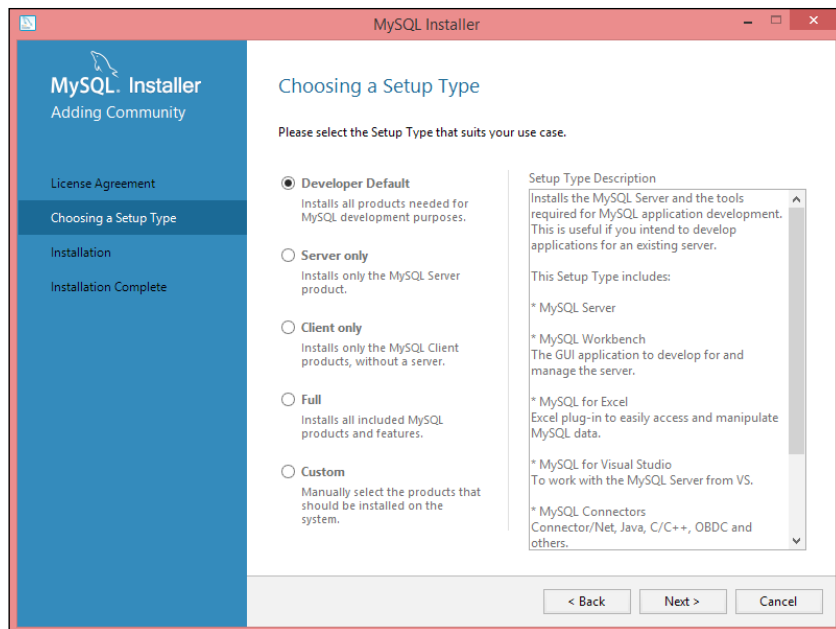 MySQL Installer
MySQL. Installer
Adding Community
License Agreement
Choosing a Setup Type
Installation
Installation Complete
Choosing a Setup Type
Please select the Setup Type that suits your use case.
Developer Default
Installs all products needed for
MySQL development purposes.
Server only
Installs only the MySQL Server
product.
Client only
Installs only the MySQL Client
products, without a server.
Full
Installs all included MySQL
products and features.
Custom
Manually select the products that
should be installed on the
system.
Setup Type Description
Installs the MySQL Server and the tools
required for MySQL application development.
This is useful if you intend to develop
applications for an existing server.
This Setup Type includes:
* MySQL Server
* MySQL Workbench
The GUI application to develop for and
manage the server.
* MySQL for Excel
Excel plug-in to easily access and manipulate
MySQL data.
* MySQL for Visual Studio
To work with the MySQL Server from VS.
* MySQL Connectors
Connector/Net, Java, C/C++, OBDC and
others.
< Back
Next >
Cancel